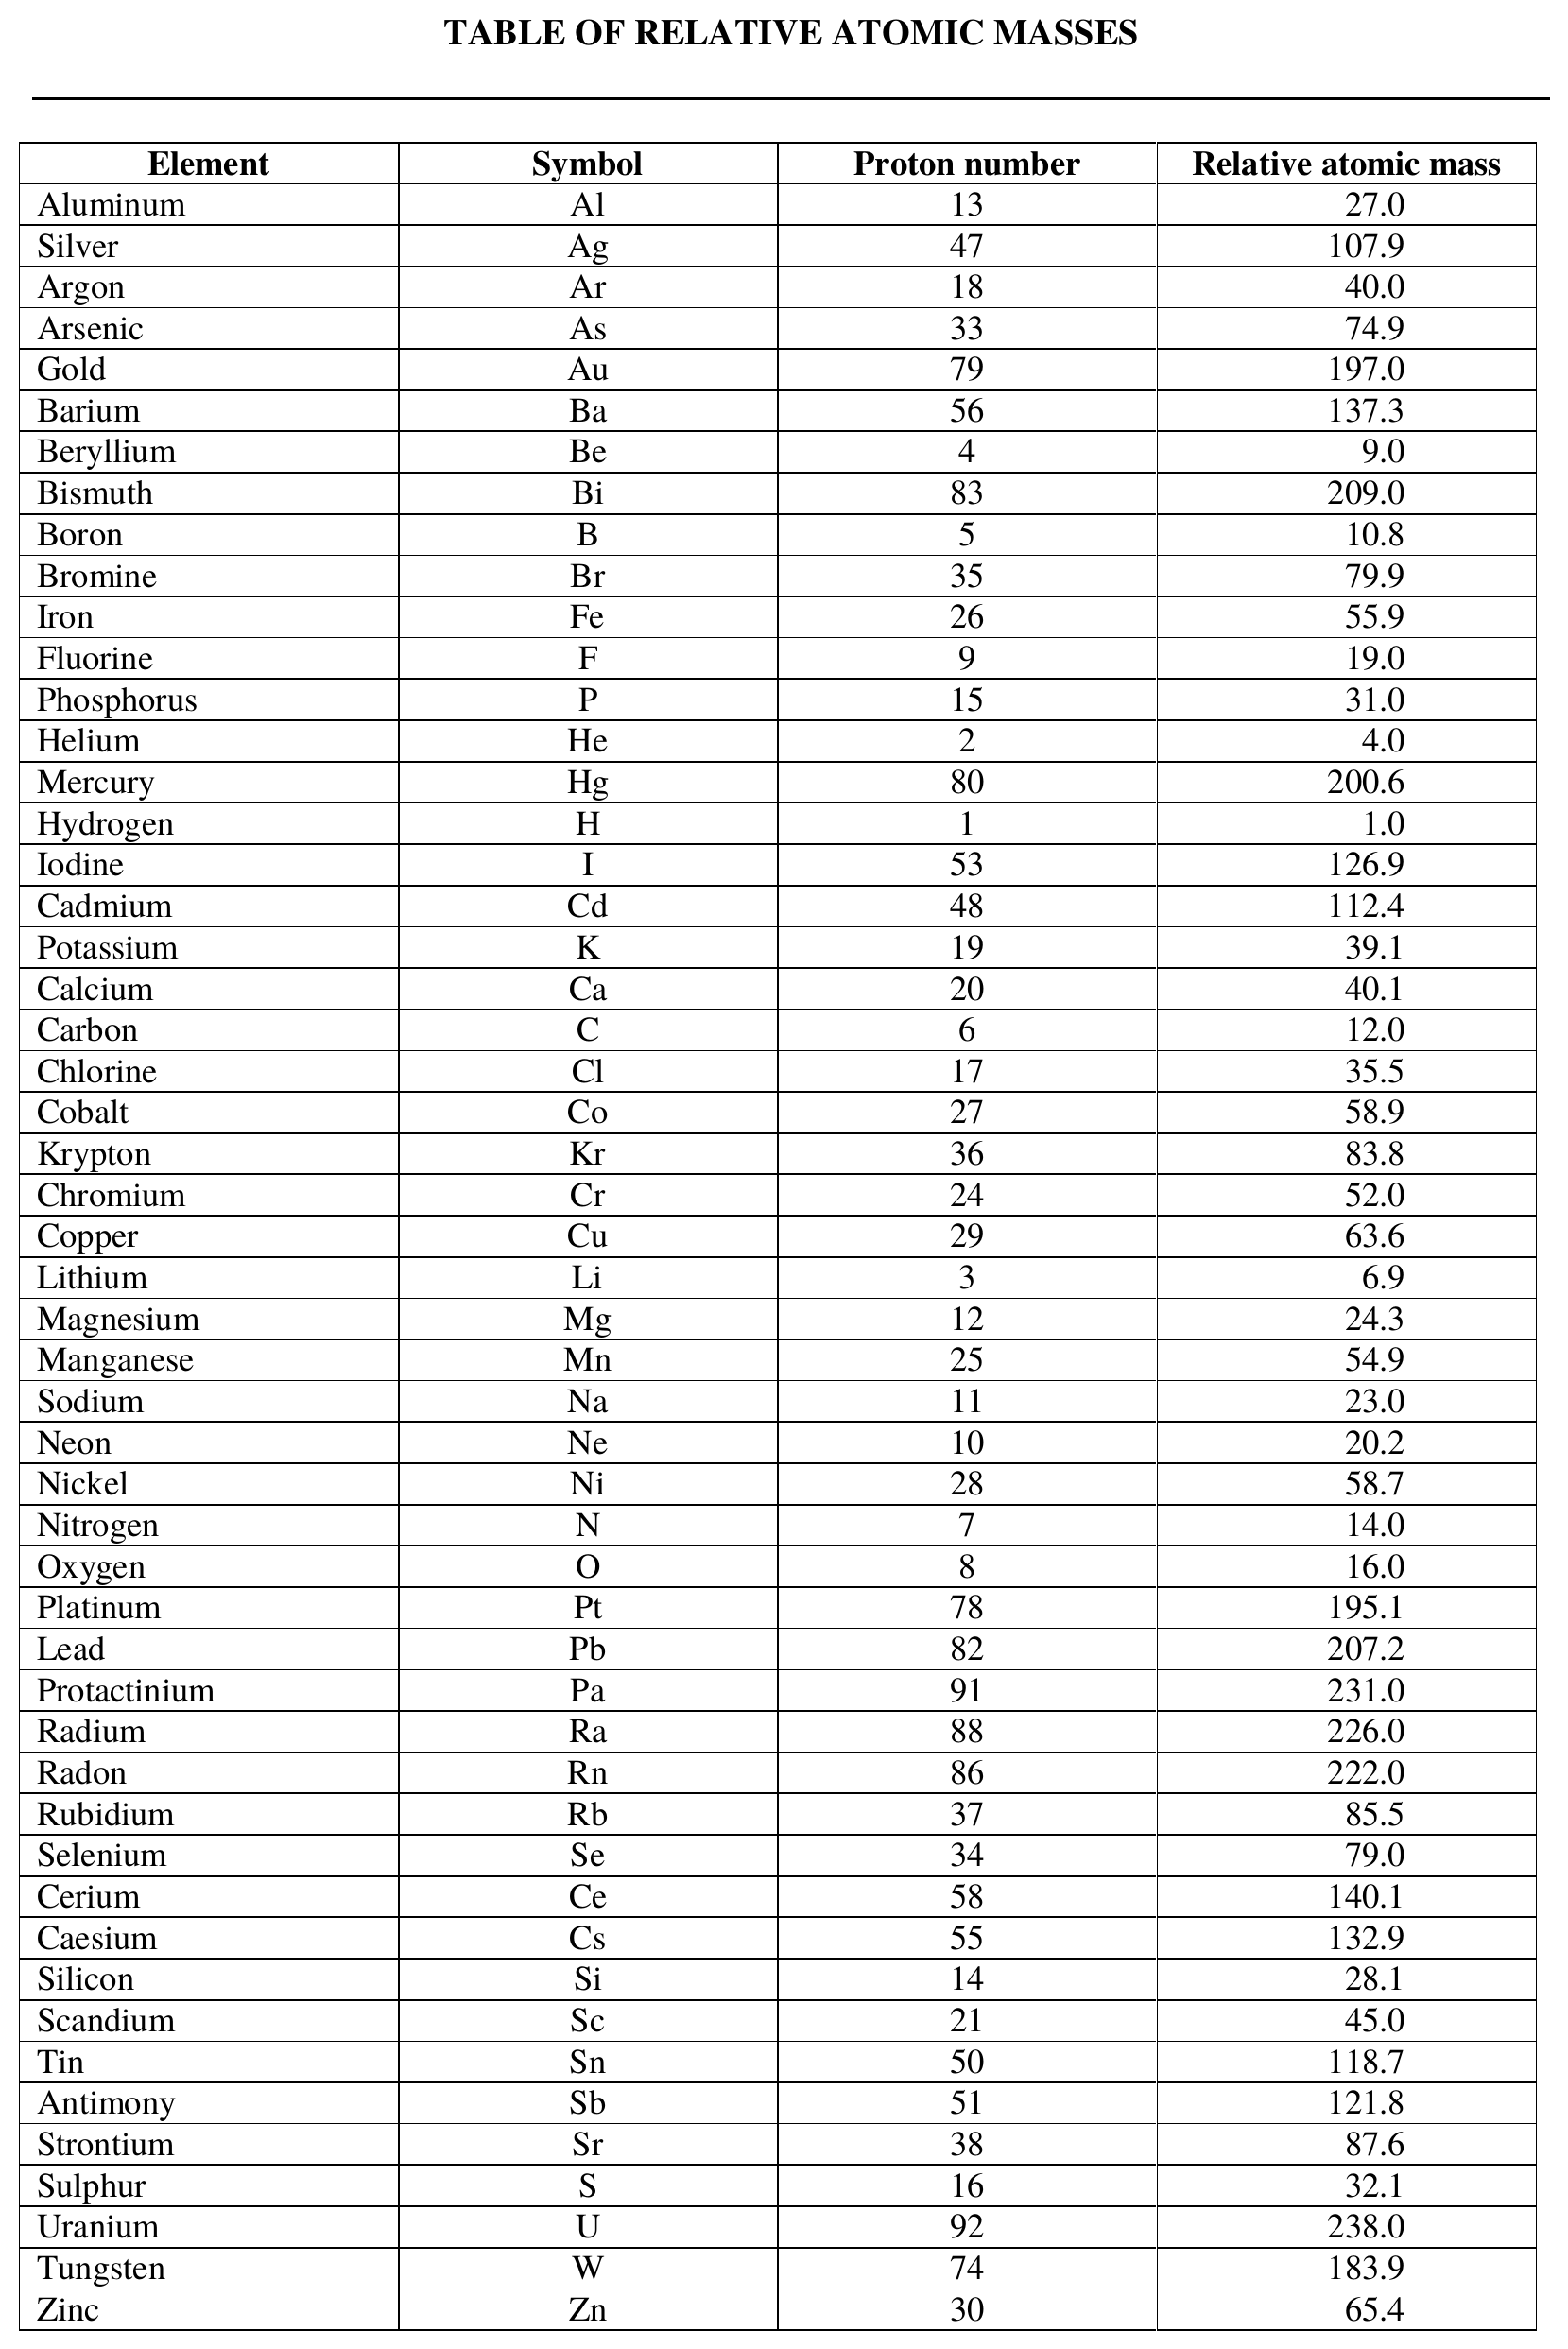 TABLE OF RELATIVE ATOMIC MASSES
Element Symbol Proton number Relative atomic mass
Aluminum Al 13 27.0
Silver Ag 47 107.9
Argon Ar 18 40.0
Arsenic As 33 74.9
Gold Au 79 197.0
Barium Ba 56 137.3
Beryllium Be 4 9.0
Bismuth Bi 83 209.0
Boron B 5 10.8
Bromine Br 35 79.9
Iron Fe 26 55.9
Fluorine F 9 19.0
Phosphorus P 15 31.0
Helium He 2 4.0
Mercury Hg 80 200.6
Hydrogen H 1 1.0
Iodine I 53 126.9
Cadmium Cd 48 112.4
Potassium K 19 39.1
Calcium Ca 20 40.1
Carbon C 6 12.0
Chlorine Cl 17 35.5
Cobalt Co 27 58.9
Krypton Kr 36 83.8
Chromium Cr 24 52.0
Copper Cu 29 63.6
Lithium Li 3 6.9
Magnesium Mg 12 24.3
Manganese Mn 25 54.9
Sodium Na 11 23.0
Neon Ne 10 20.2
Nickel Ni 28 58.7
Nitrogen N 7 14.0
Oxygen O 8 16.0
Platinum Pt 78 195.1
Lead Pb 82 207.2
Protactinium Pa 91 231.0
Radium Ra 88 226.0
Radon Rn 86 222.0
Rubidium Rb 37 85.5
Selenium Se 34 79.0
Cerium Ce 58 140.1
Caesium Cs 55 132.9
Silicon Si 14 28.1
Scandium Sc 21 45.0
Tin Sn 50 118.7
Antimony Sb 51 121.8
Strontium Sr 38 87.6
Sulphur S 16 32.1
Uranium U 92 238.0
Tungsten W 74 183.9
Zinc Zn 30 65.4